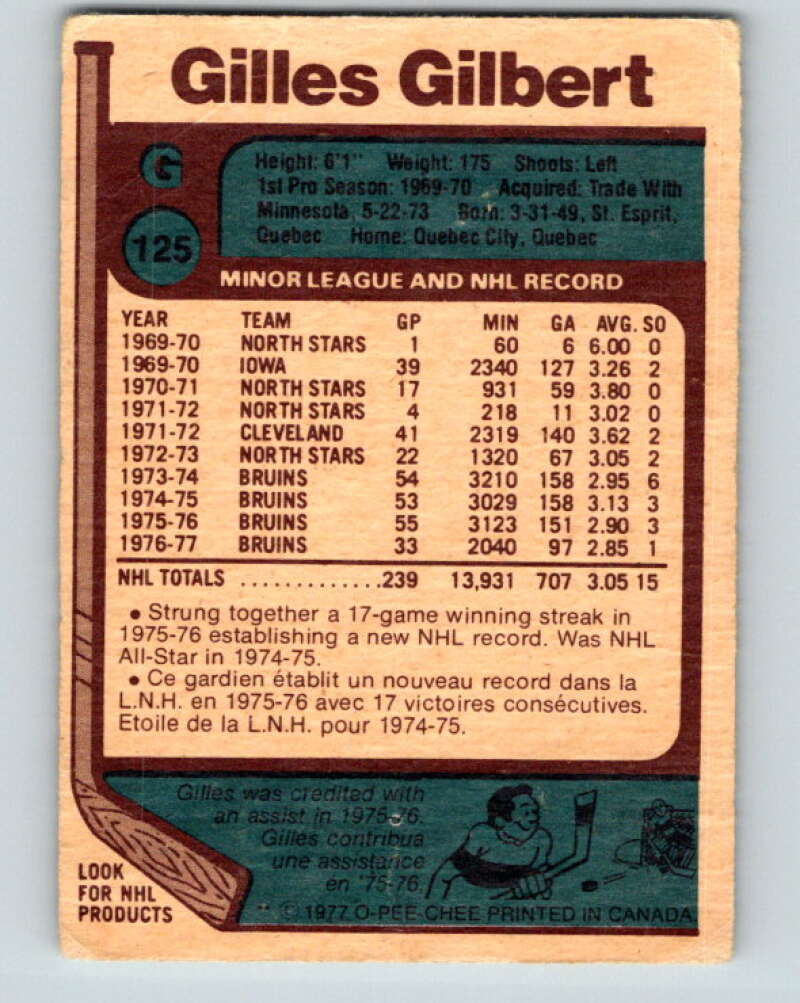 Gilles Gilbert
G
125
Height: 6'1" Weight: 175 Shoots: Left
1st Pro Season: 1969-70 Acquired: Trade With
Minnesota, 5-22-73 Born: 3-31-49, St. Esprit,
Quebec Home: Quebec City, Quebec
MINOR LEAGUE AND NHL RECORD
YEAR TEAM GP MIN GA AVG. SO
1969-70 NORTH STARS 1 60 6 6.00 0
1969-70 IOWA 39 2340 127 3.26 2
1970-71 NORTH STARS 17 931 59 3.80 0
1971-72 NORTH STARS 4 218 11 3.02 0
1971-72 CLEVELAND 41 2319 140 3.62 2
1972-73 NORTH STARS 22 1320 67 3.05 2
1973-74 BRUINS 54 3210 158 2.95 6
1974-75 BRUINS 53 3029 158 3.13 3
1975-76 BRUINS 55 3123 151 2.90 3
1976-77 BRUINS 33 2040 97 2.85 1
NHL TOTALS .............239 13,931 707 3.05 15
• Strung together a 17-game winning streak in
1975-76 establishing a new NHL record. Was NHL
All-Star in 1974-75.
• Ce gardien établit un nouveau record dans la
L.N.H. en 1975-76 avec 17 victoires consécutives.
Etoile de la L.N.H. pour 1974-75.
Gilles was credited with
an assist in 1975-76.
Gilles contribua
une assistance
en '75-76.
LOOK
FOR NHL
PRODUCTS
** © 1977 O-PEE-CHEE PRINTED IN CANADA